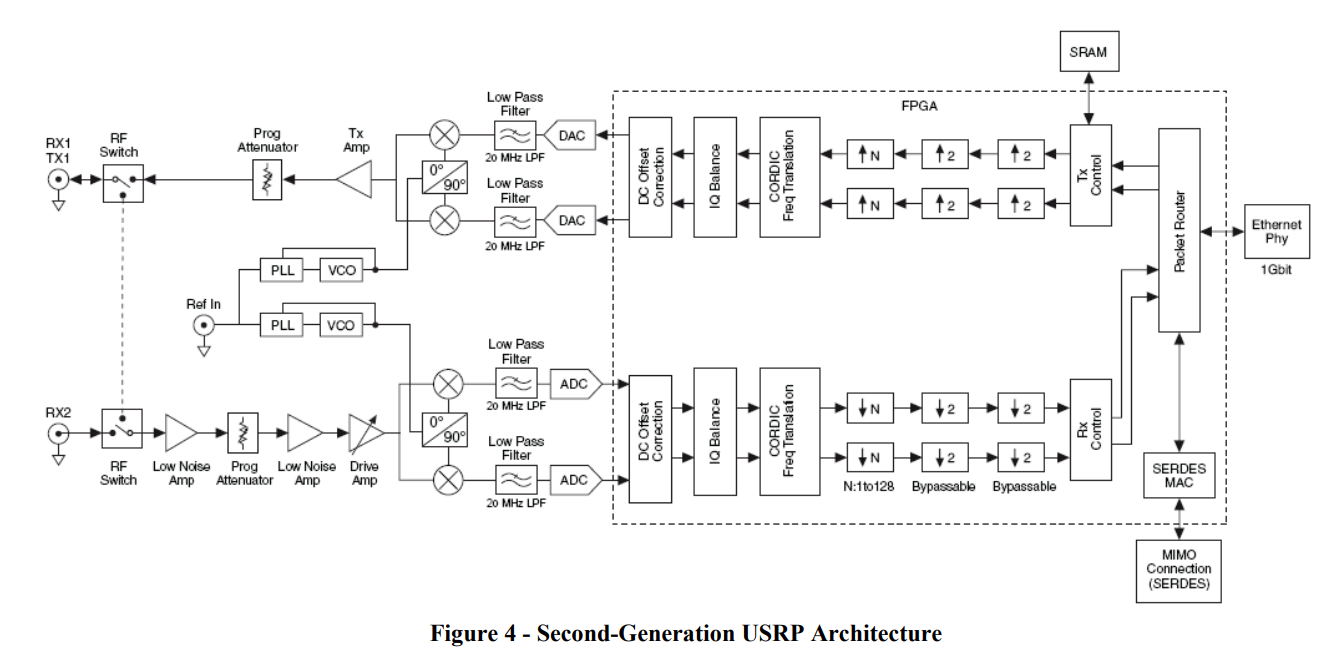 SRAM
FPGA
RX1
TX1
RF
Switch
Prog
Attenuator
Tx
Amp
Low Pass
Filter
20 MHz LPF
DAC
0°
90°
Low Pass
Filter
20 MHz LPF
DAC
DC Offset
Correction
IQ Balance
CORDIC
Freq Translation
↑N
↑2
↑2
↑N
↑2
↑2
Tx
Control
Packet Router
Ethernet
Phy
1Gbit
PLL
VCO
Ref In
PLL
VCO
RX2
RF
Switch
Low Noise
Amp
Prog
Attenuator
Low Noise
Amp
Drive
Amp
0°
90°
Low Pass
Filter
20 MHz LPF
ADC
Low Pass
Filter
20 MHz LPF
ADC
DC Offset
Correction
IQ Balance
CORDIC
Freq Translation
↓N
↓2
↓2
↓N
↓2
↓2
N:1to128
Bypassable
Bypassable
Rx
Control
SERDES
MAC
MIMO
Connection
(SERDES)
Figure 4 - Second-Generation USRP Architecture